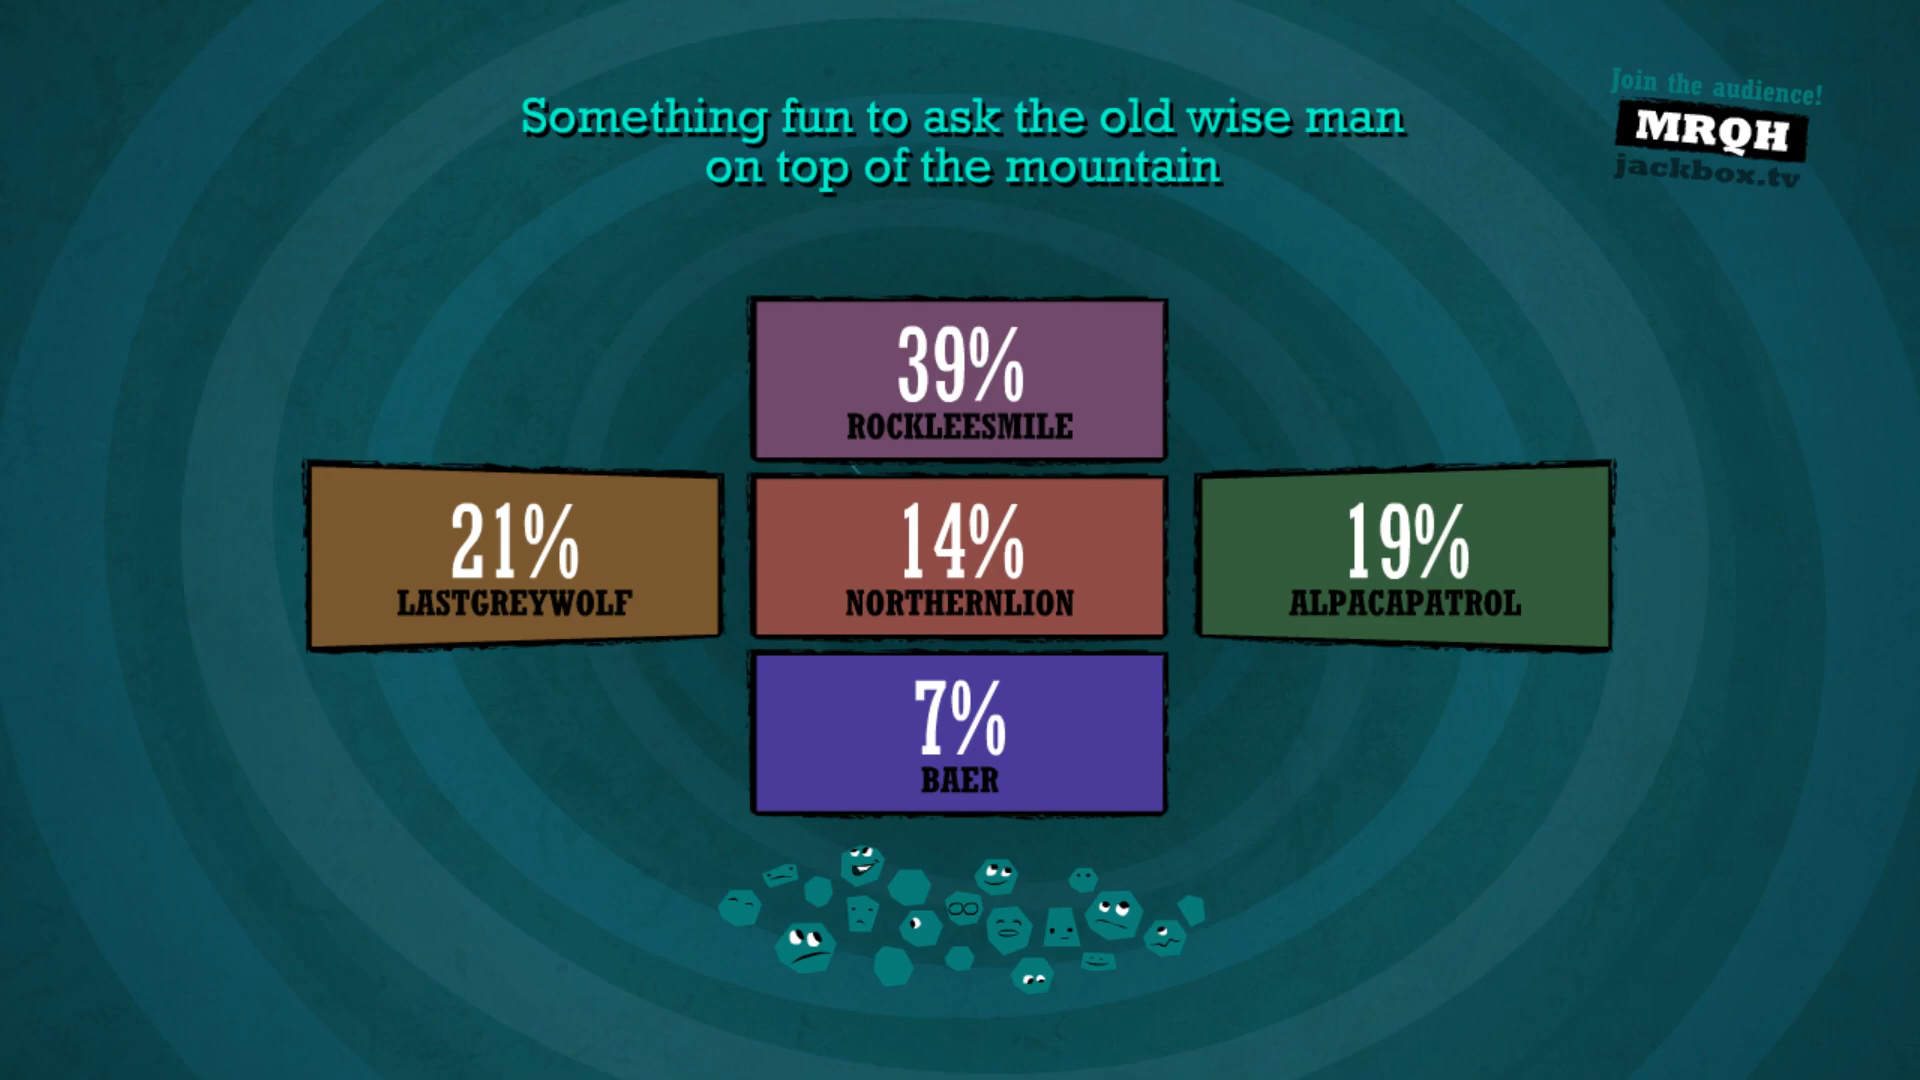 Something fun to ask the old wise man
on top of the mountain
Join the audience!
MRQH
jackbox.tv
39%
ROCKLEESMILE
21%
LASTGREYWOLF
14%
NORTHERNLION
19%
ALPACAPATROL
7%
BAER